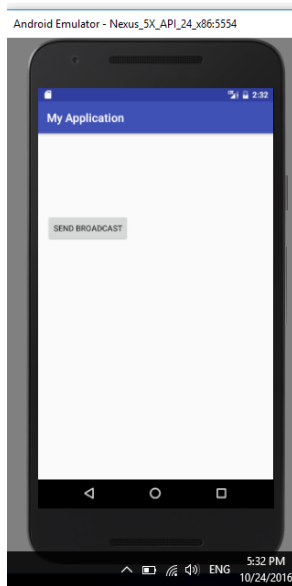 Android Emulator - Nexus_5X_API_24_x86:5554
2:32
My Application
SEND BROADCAST
ENG
5:32 PM
10/24/2016